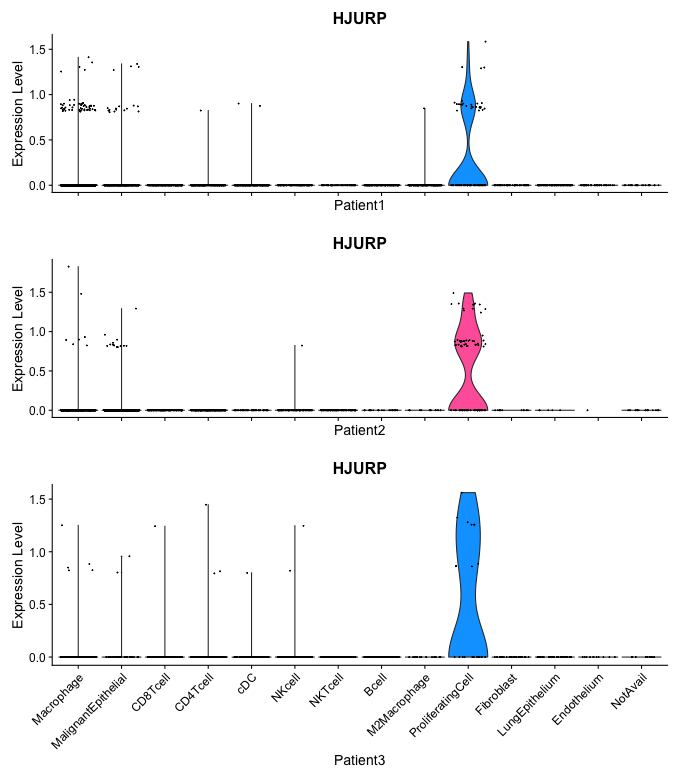 HJURP
Expression Level
1.5
1.0
0.5
0.0
Patient1
HJURP
Expression Level
1.5
1.0
0.5
0.0
Patient2
HJURP
Expression Level
1.5
1.0
0.5
0.0
Macrophage
MalignantEpithelial
CD8Tcell
CD4Tcell
cDC
NKcell
NKTcell
Bcell
M2Macrophage
ProliferatingCell
Fibroblast
LungEpithelium
Endothelium
NotAvail
Patient3